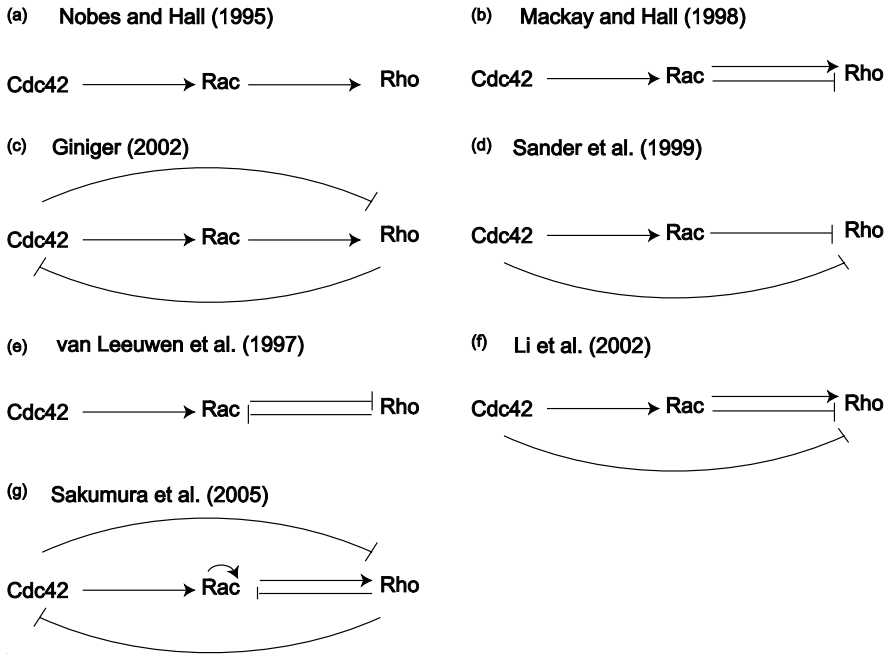 (a) Nobes and Hall (1995)
Cdc42 Rac Rho
(b) Mackay and Hall (1998)
Cdc42 Rac Rho
(c) Giniger (2002)
Cdc42 Rac Rho
(d) Sander et al. (1999)
Cdc42 Rac Rho
(e) van Leeuwen et al. (1997)
Cdc42 Rac Rho
(f) Li et al. (2002)
Cdc42 Rac Rho
(g) Sakumura et al. (2005)
Cdc42 Rac Rho